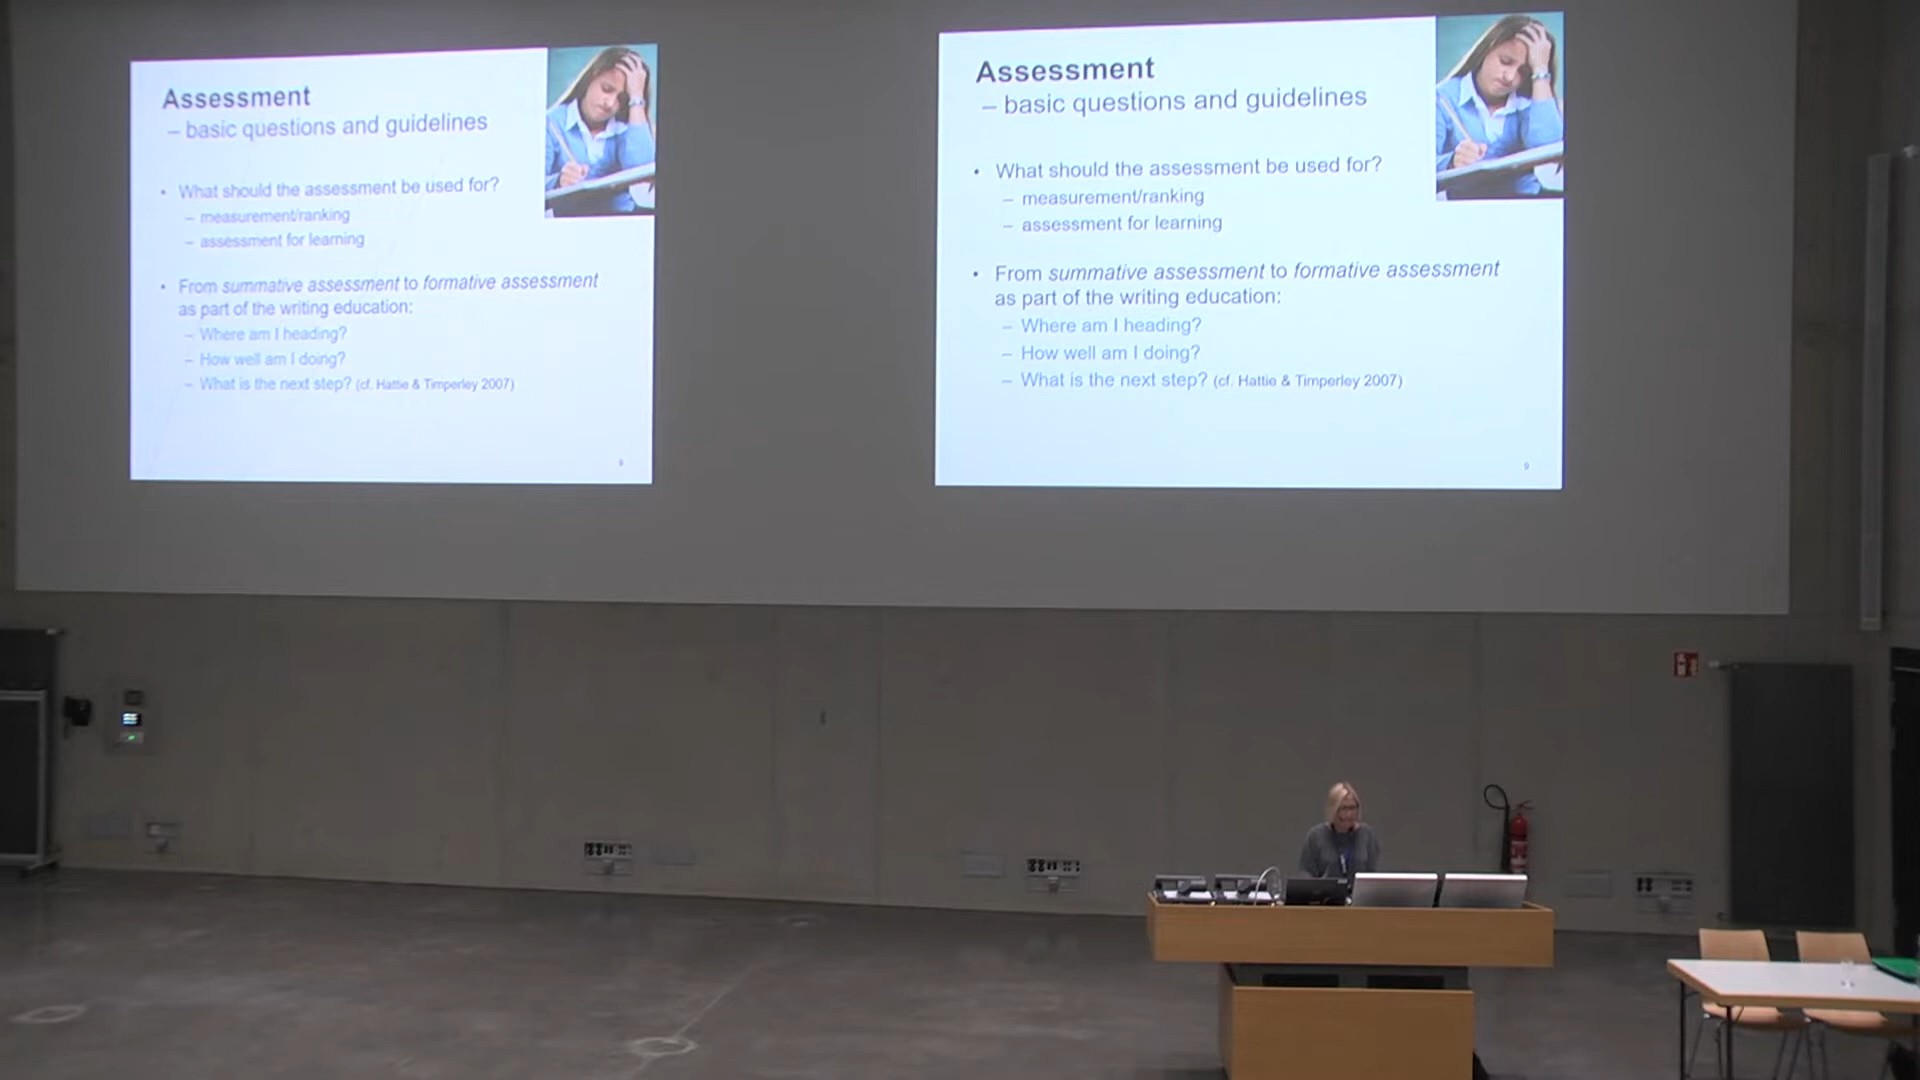 Assessment
– basic questions and guidelines
• What should the assessment be used for?
– measurement/ranking
– assessment for learning
• From summative assessment to formative assessment
as part of the writing education:
– Where am I heading?
– How well am I doing?
– What is the next step? (cf. Hattie & Timperley 2007)
9
Assessment
– basic questions and guidelines
• What should the assessment be used for?
– measurement/ranking
– assessment for learning
• From summative assessment to formative assessment
as part of the writing education:
– Where am I heading?
– How well am I doing?
– What is the next step? (cf. Hattie & Timperley 2007)
9